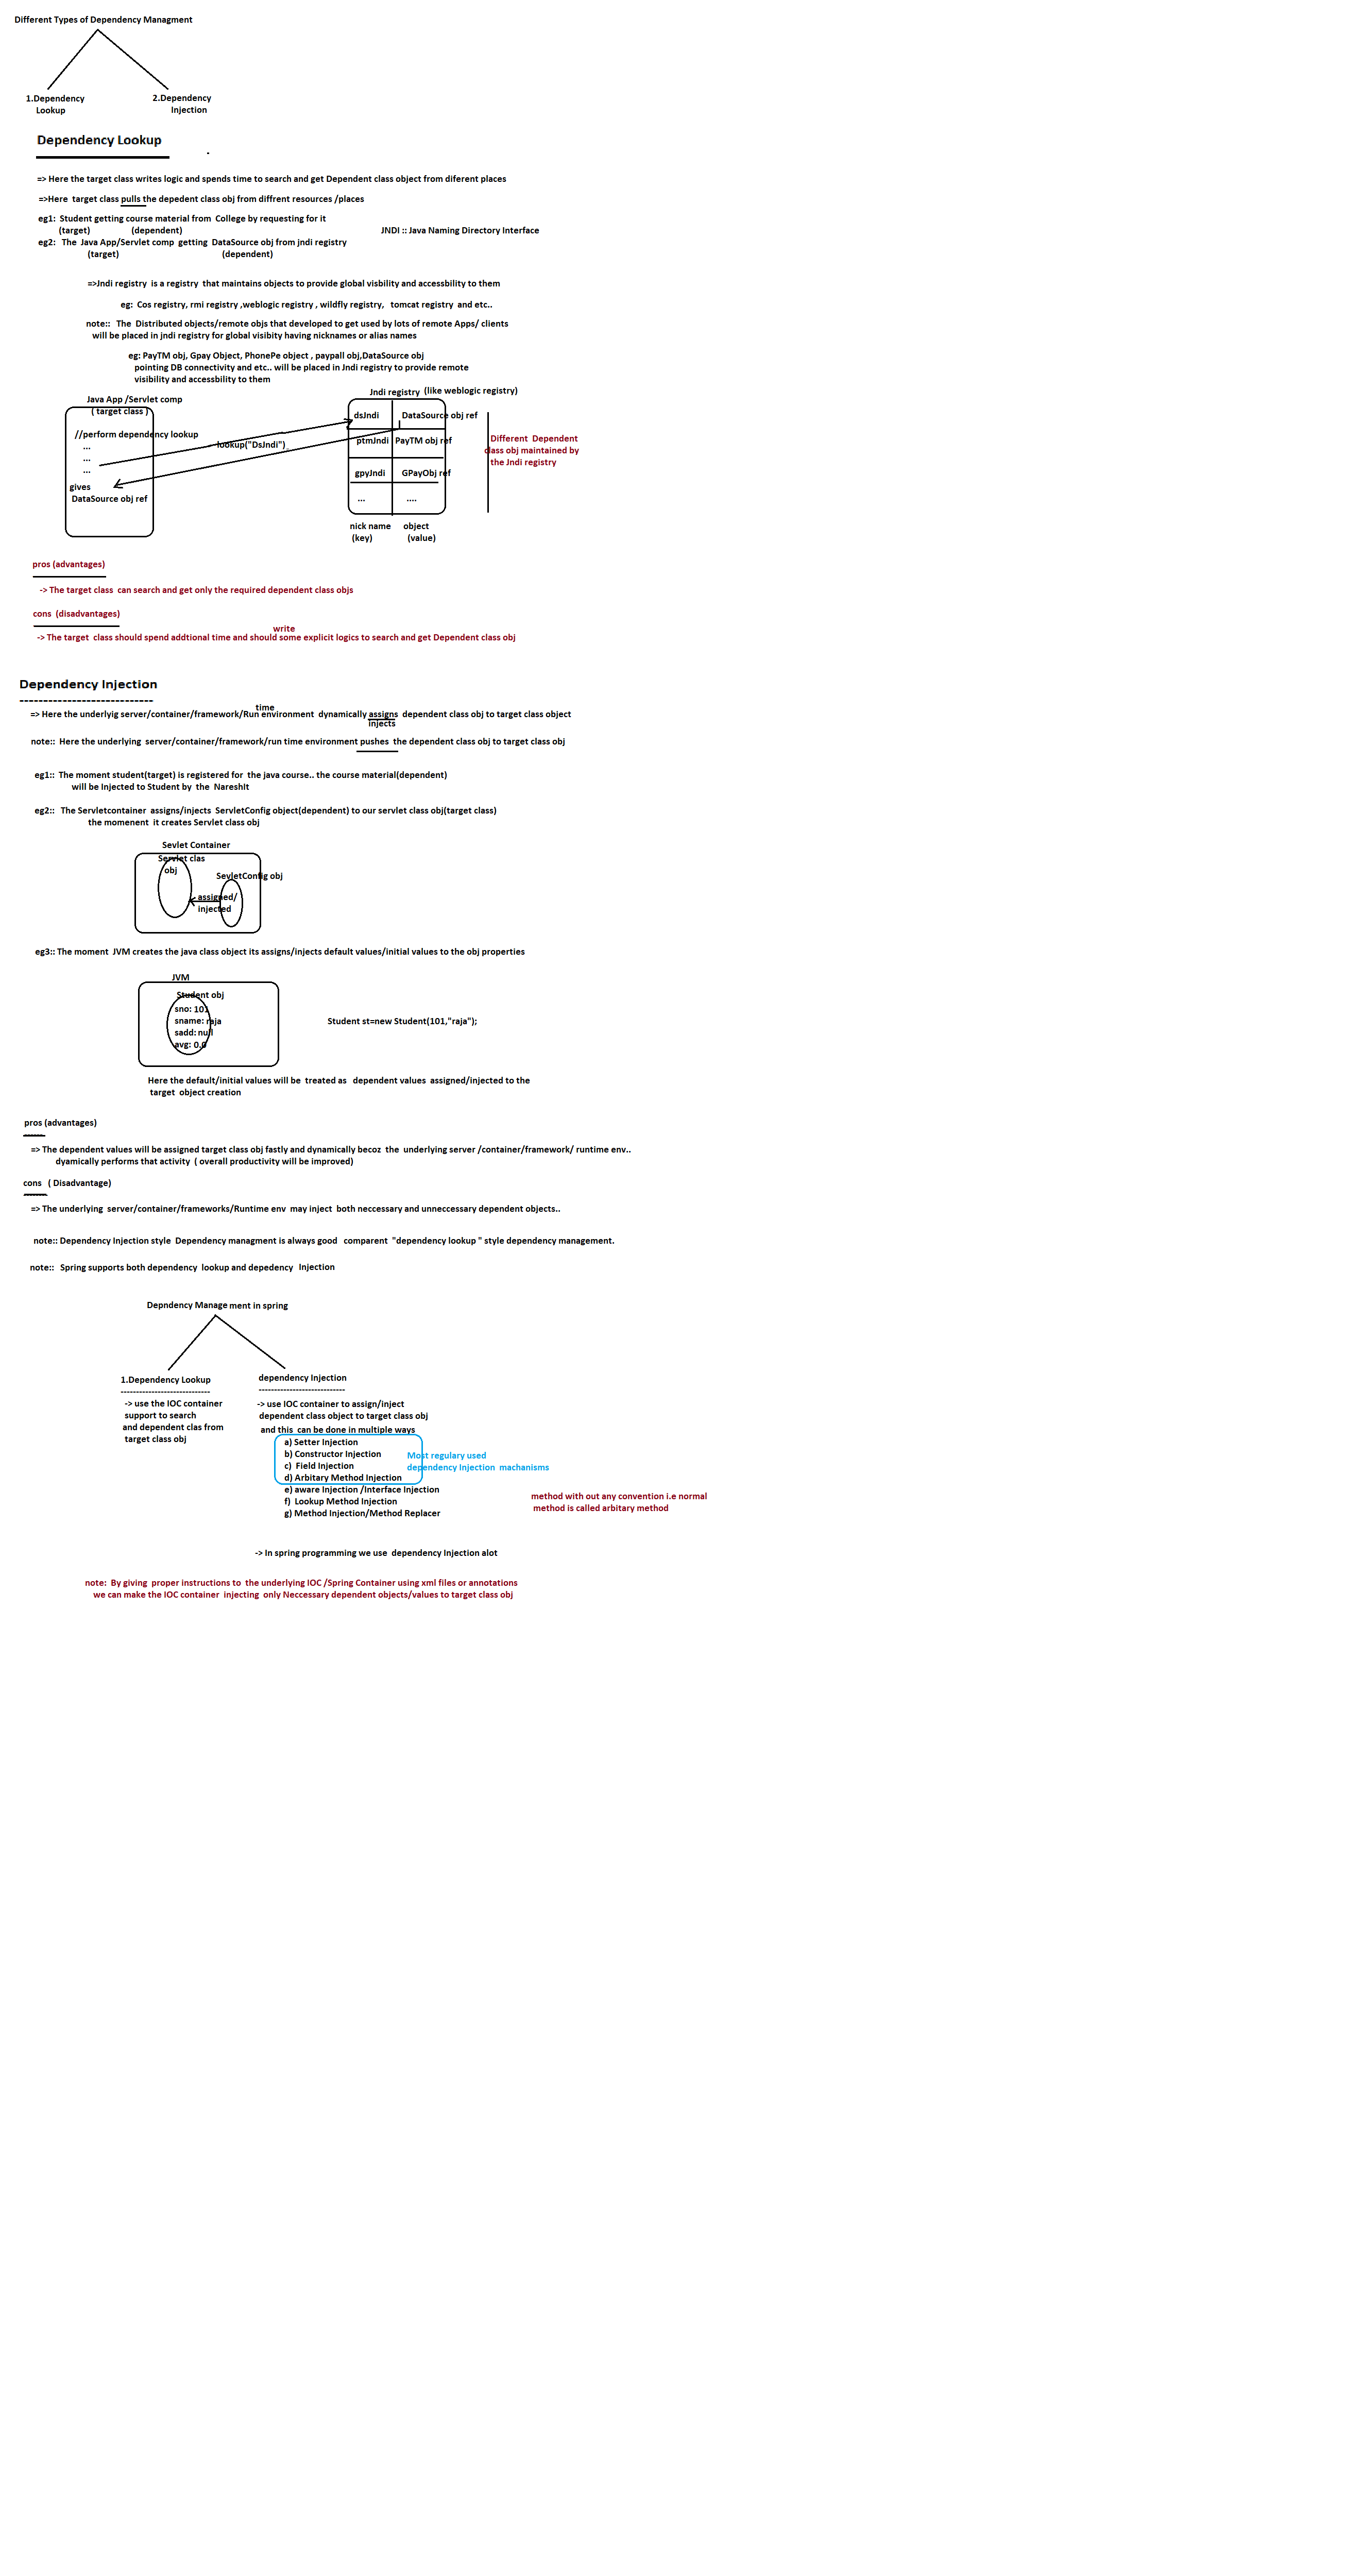 Different Types of Dependency Managment
1.Dependency
Lookup
2.Dependency
Injection
Dependency Lookup
=> Here the target class writes logic and spends time to search and get Dependent class object from diferent places
=>Here target class pulls the depedent class obj from diffrent resources /places
eg1: Student getting course material from College by requesting for it
(target) (dependent)
JNDI :: Java Naming Directory Interface
eg2: The Java App/Servlet comp getting DataSource obj from jndi registry
(target) (dependent)
=>Jndi registry is a registry that maintains objects to provide global visbility and accessbility to them
eg: Cos registry, rmi registry ,weblogic registry , wildfly registry, tomcat registry and etc..
note:: The Distributed objects/remote objs that developed to get used by lots of remote Apps/ clients
will be placed in jndi registry for global visibity having nicknames or alias names
eg: PayTM obj, Gpay Object, PhonePe object , paypall obj,DataSource obj
pointing DB connectivity and etc.. will be placed in Jndi registry to provide remote
visibility and accessbility to them
Jndi registry (like weblogic registry)
Java App /Servlet comp
( target class )
//perform dependency lookup
...
...
...
gives
DataSource obj ref
lookup("DsJndi")
dsJndi DataSource obj ref
ptmJndi PayTM obj ref
gpyJndi GPayObj ref
... ....
nick name object
(key) (value)
Different Dependent
class obj maintained by
the Jndi registry
pros (advantages)
-> The target class can search and get only the required dependent class objs
cons (disadvantages)
write
-> The target class should spend addtional time and should some explicit logics to search and get Dependent class obj
Dependency Injection
----------------------------
time
=> Here the underlyig server/container/framework/Run environment dynamically assigns dependent class obj to target class object
injects
note:: Here the underlying server/container/framework/run time environment pushes the dependent class obj to target class obj
eg1:: The moment student(target) is registered for the java course.. the course material(dependent)
will be Injected to Student by the NareshIt
eg2:: The Servletcontainer assigns/injects ServletConfig object(dependent) to our servlet class obj(target class)
the momenent it creates Servlet class obj
Sevlet Container
Servlet clas
obj
SevletConfig obj
assigned/
injected
eg3:: The moment JVM creates the java class object its assigns/injects default values/initial values to the obj properties
JVM
Student obj
sno: 101
sname: raja
sadd: null
avg: 0.0
Student st=new Student(101,"raja");
Here the default/initial values will be treated as dependent values assigned/injected to the
target object creation
pros (advantages)
=> The dependent values will be assigned target class obj fastly and dynamically becoz the underlying server /container/framework/ runtime env..
dyamically performs that activity ( overall productivity will be improved)
cons ( Disadvantage)
=> The underlying server/container/frameworks/Runtime env may inject both neccessary and unneccessary dependent objects..
note:: Dependency Injection style Dependency managment is always good comparent "dependency lookup " style dependency management.
note:: Spring supports both dependency lookup and depedency Injection
Depndency Manage ment in spring
1.Dependency Lookup
----------------------------
-> use the IOC container
support to search
and dependent clas from
target class obj
dependency Injection
---------------------------
-> use IOC container to assign/inject
dependent class object to target class obj
and this can be done in multiple ways
a) Setter Injection
b) Constructor Injection
c) Field Injection
d) Arbitary Method Injection
e) aware Injection /Interface Injection
f) Lookup Method Injection
g) Method Injection/Method Replacer
Most regulary used
dependency Injection machanisms
method with out any convention i.e normal
method is called arbitary method
-> In spring programming we use dependency Injection alot
note: By giving proper instructions to the underlying IOC /Spring Container using xml files or annotations
we can make the IOC container injecting only Neccessary dependent objects/values to target class obj